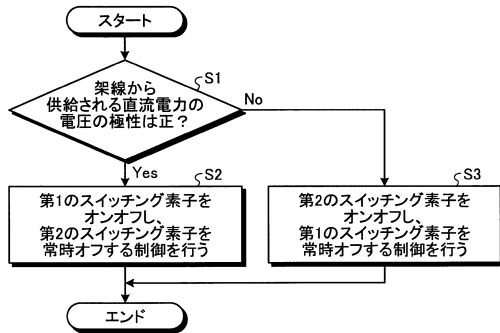 スタート
架線から
供給される直流電力の
電圧の極性は正？
S1
No
Yes
S2
第1のスイッチング素子を
オンオフし、
第2のスイッチング素子を
常時オフする制御を行う
S3
第2のスイッチング素子を
オンオフし、
第1のスイッチング素子を
常時オフする制御を行う
エンド